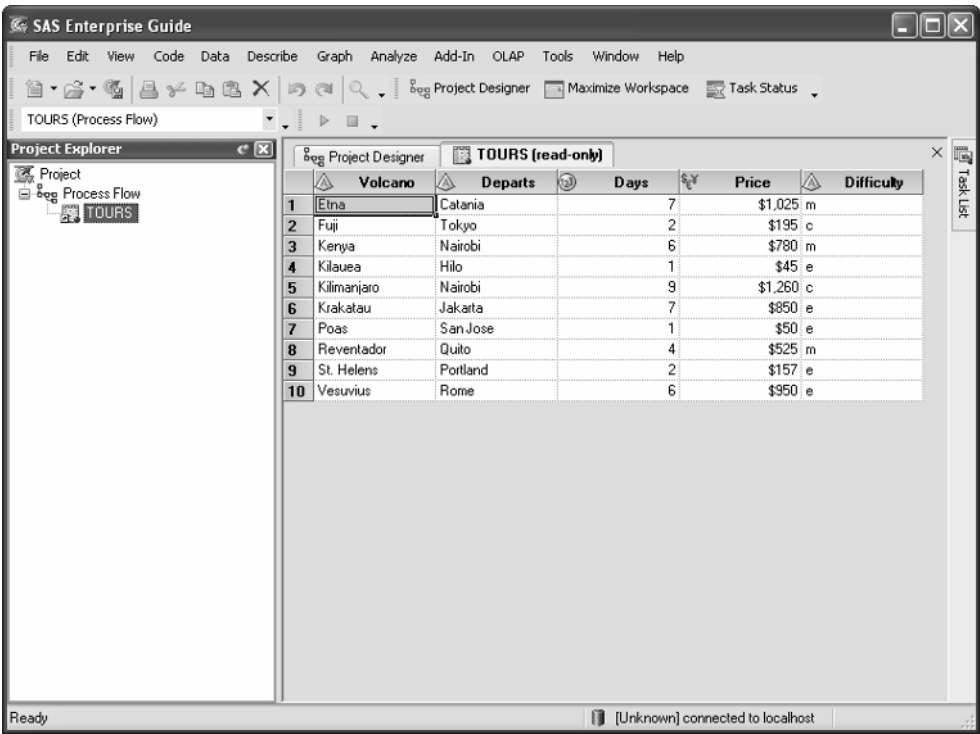 SAS Enterprise Guide
File Edit View Code Data Describe Graph Analyze Add-In OLAP Tools Window Help
Project Designer Maximize Workspace Task Status
TOURS (Process Flow)
Project Explorer
Project
Process Flow
TOURS
Project Designer TOURS (read-only)
Volcano Departs Days Price Difficulty
1 Etna Catania 7 $1,025 m
2 Fuji Tokyo 2 $195 c
3 Kenya Nairobi 6 $780 m
4 Kilauea Hilo 1 $45 e
5 Kilimanjaro Nairobi 9 $1,260 c
6 Krakatau Jakarta 7 $850 e
7 Poas San Jose 1 $50 e
8 Reventador Quito 4 $525 m
9 St. Helens Portland 2 $157 e
10 Vesuvius Rome 6 $950 e
Task List
Ready
[Unknown] connected to localhost